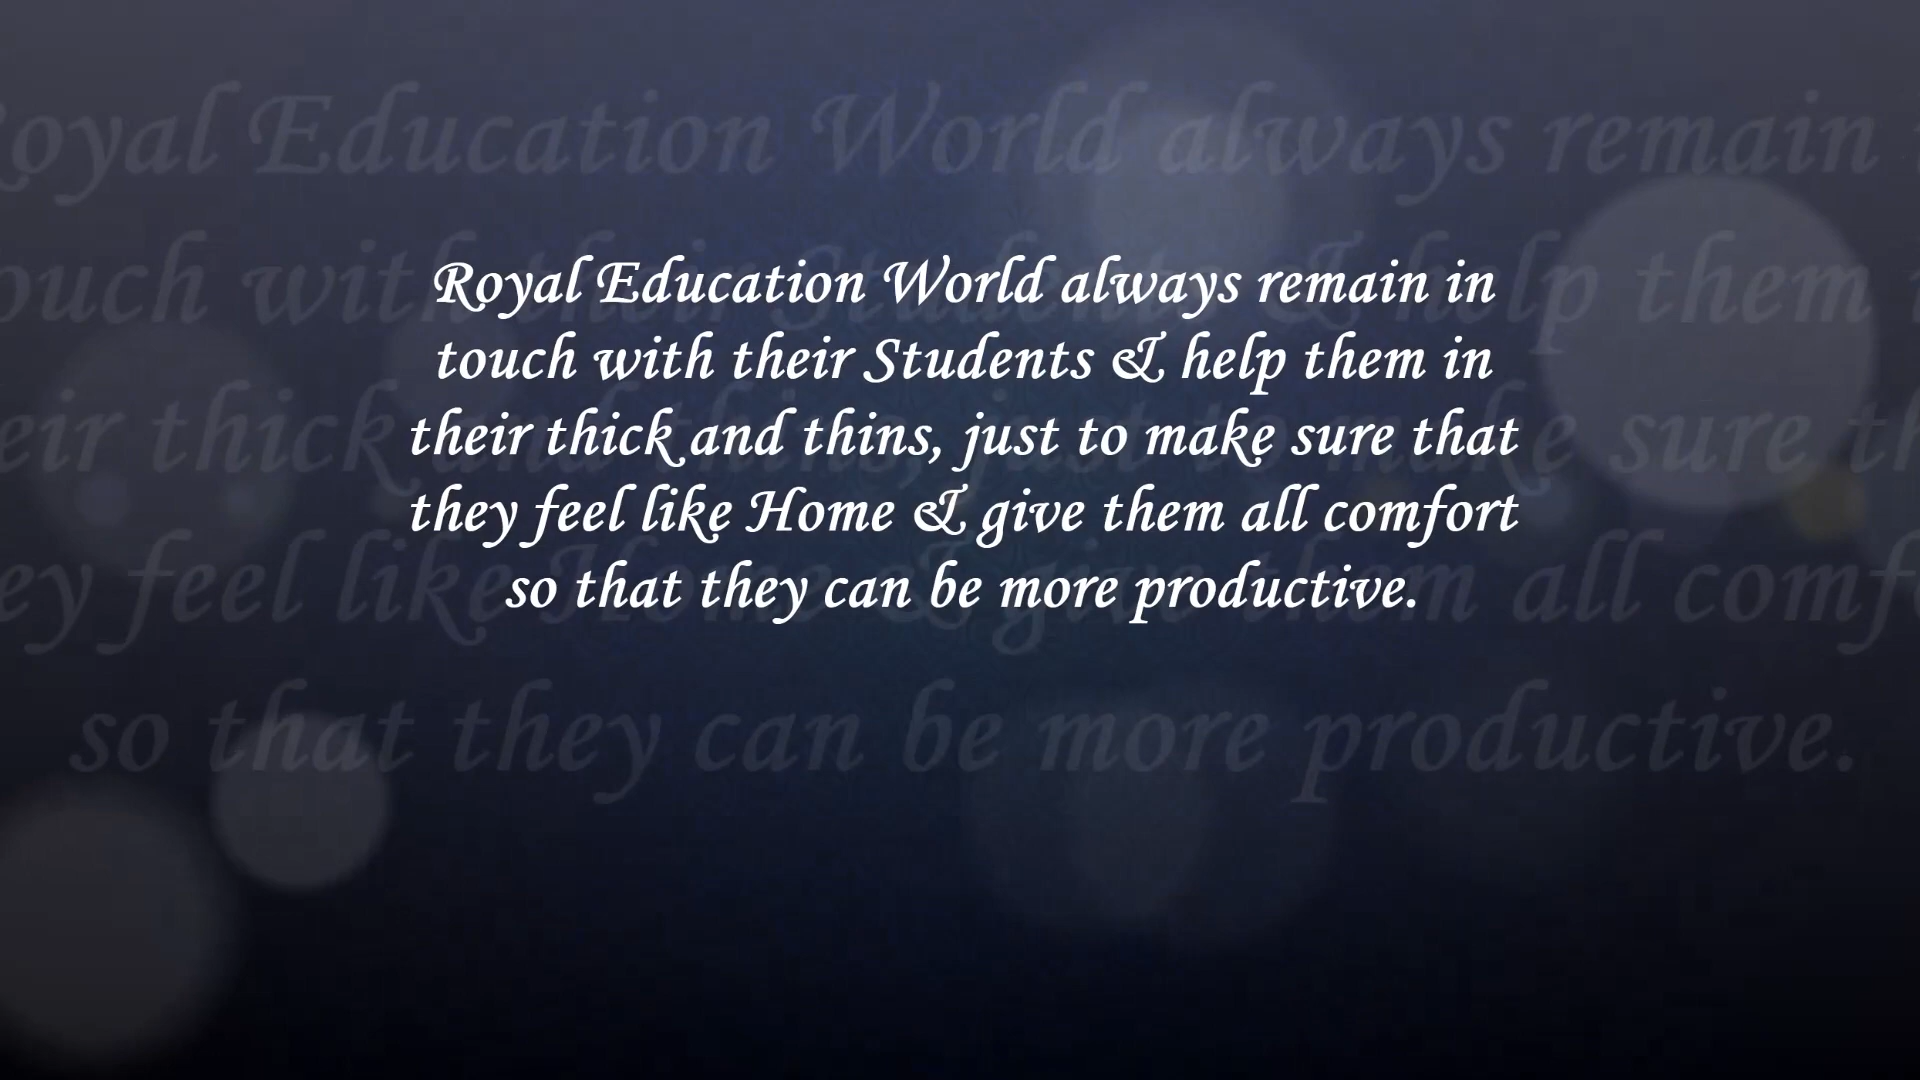 Royal Education World always remain in
touch with their Students & help them in
their thick and thins, just to make sure that
they feel like Home & give them all comfort
so that they can be more productive.